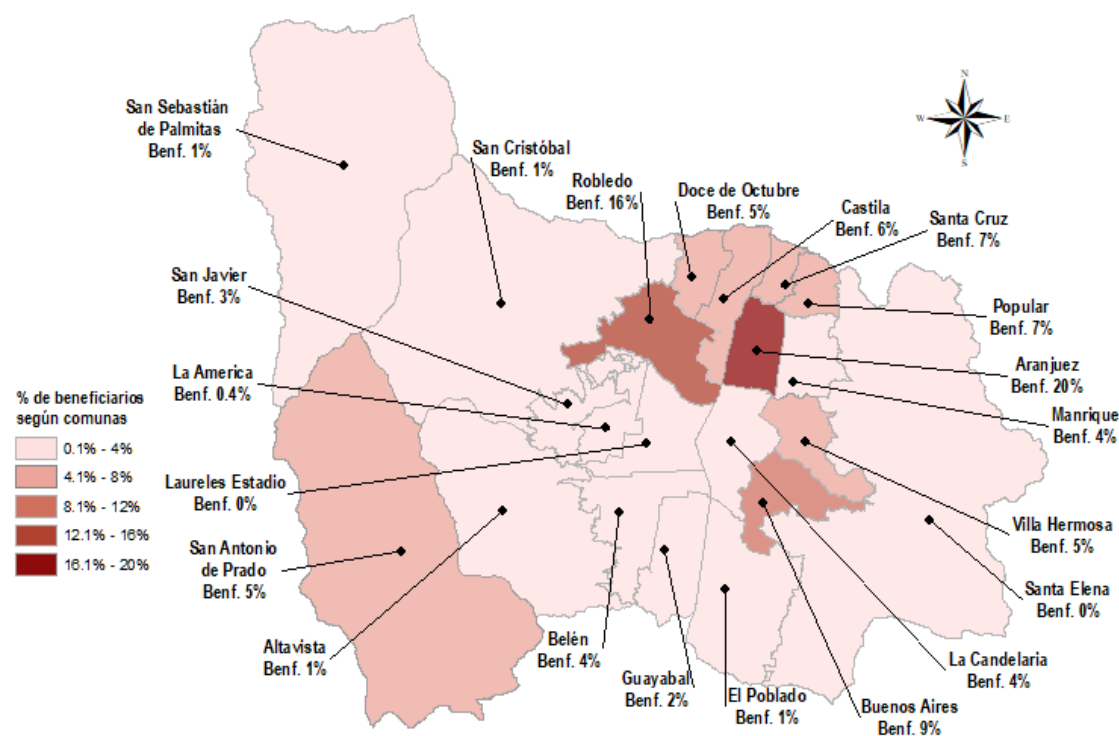 San Sebastián
de Palmitas
Benf. 1%
San Cristóbal
Benf. 1%
Robledo
Benf. 16%
Doce de Octubre
Benf. 5%
Castila
Benf. 6%
Santa Cruz
Benf. 7%
N
W
E
S
San Javier
Benf. 3%
Popular
Benf. 7%
La America
Benf. 0.4%
Aranjuez
Benf. 20%
Manrique
Benf. 4%
% de beneficiarios
según comunas
0.1% - 4%
4.1% - 8%
8.1% - 12%
12.1% - 16%
16.1% - 20%
Laureles Estadio
Benf. 0%
San Antonio
de Prado
Benf. 5%
Villa Hermosa
Benf. 5%
Santa Elena
Benf. 0%
Altavista
Benf. 1%
Belén
Benf. 4%
Guayabal
Benf. 2%
El Poblado
Benf. 1%
Buenos Aires
Benf. 9%
La Candelaria
Benf. 4%